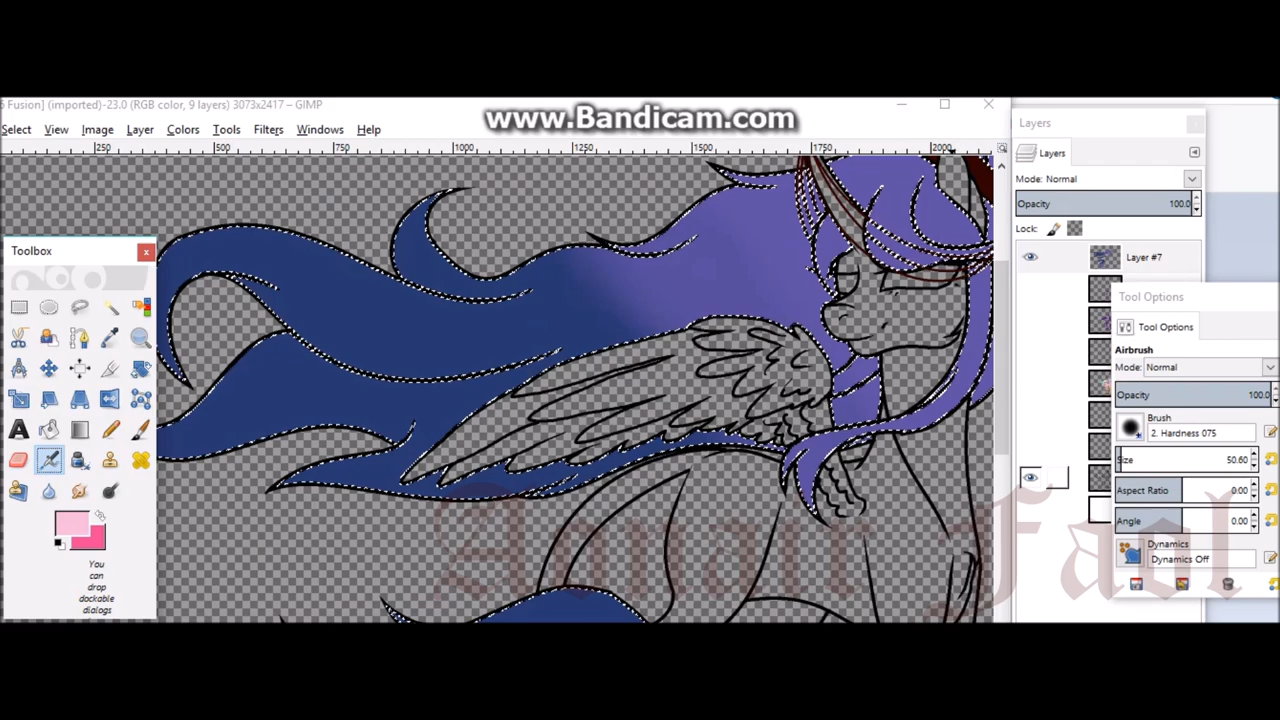 www.Bandicam.com
6 Fusion] (imported)-23.0 (RGB color, 9 layers) 3073x2417 – GIMP
Select View Image Layer Colors Tools Filters Windows Help
250 500 750 1000 1250 1500 1750 2000
Toolbox
You
can
drop
dockable
dialogs
Layers
Layers
Mode: Normal
Opacity 100.0
Lock:
Layer #7
Tool Options
Tool Options
Airbrush
Mode: Normal
Opacity 100.0
Brush
2. Hardness 075
Size 50.60
Aspect Ratio 0.00
Angle 0.00
Dynamics
Dynamics Off
Faol